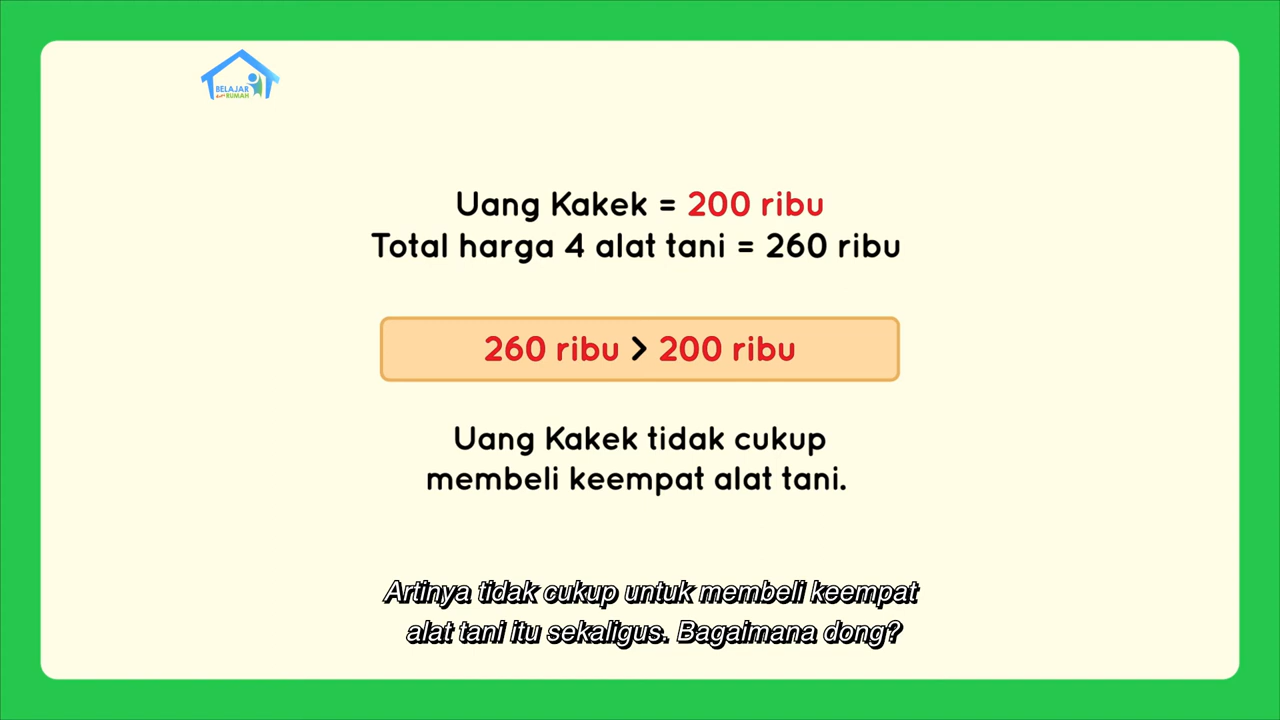 BELAJAR
dari RUMAH
Uang Kakek = 200 ribu
Total harga 4 alat tani = 260 ribu
260 ribu > 200 ribu
Uang Kakek tidak cukup
membeli keempat alat tani.
Artinya tidak cukup untuk membeli keempat
alat tani itu sekaligus. Bagaimana dong?